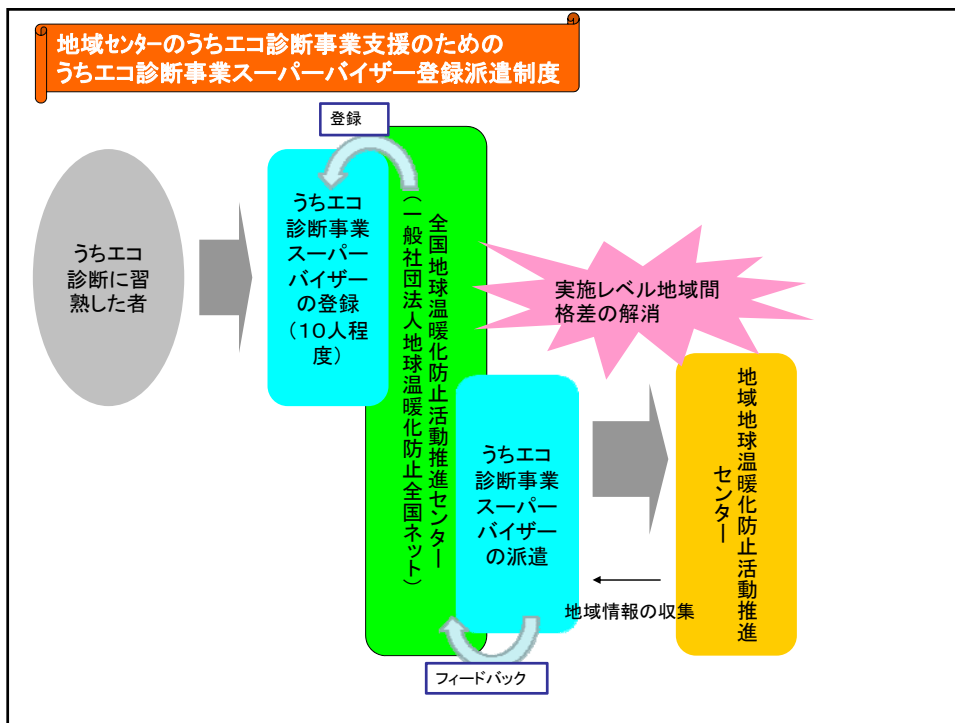 地域センターのうちエコ診断事業支援のための
うちエコ診断事業スーパーバイザー登録派遣制度
登録
うちエコ
診断に習
熟した者
うちエコ
診断事業
スーパー
バイザー
の登録
（１０人程
度）
全国地球温暖化防止活動推進センター
（一般社団法人地球温暖化防止全国ネット）
実施レベル地域間
格差の解消
うちエコ
診断事業
スーパー
バイザー
の派遣
地域地球温暖化防止活動推進
センター
地域情報の収集
フィードバック